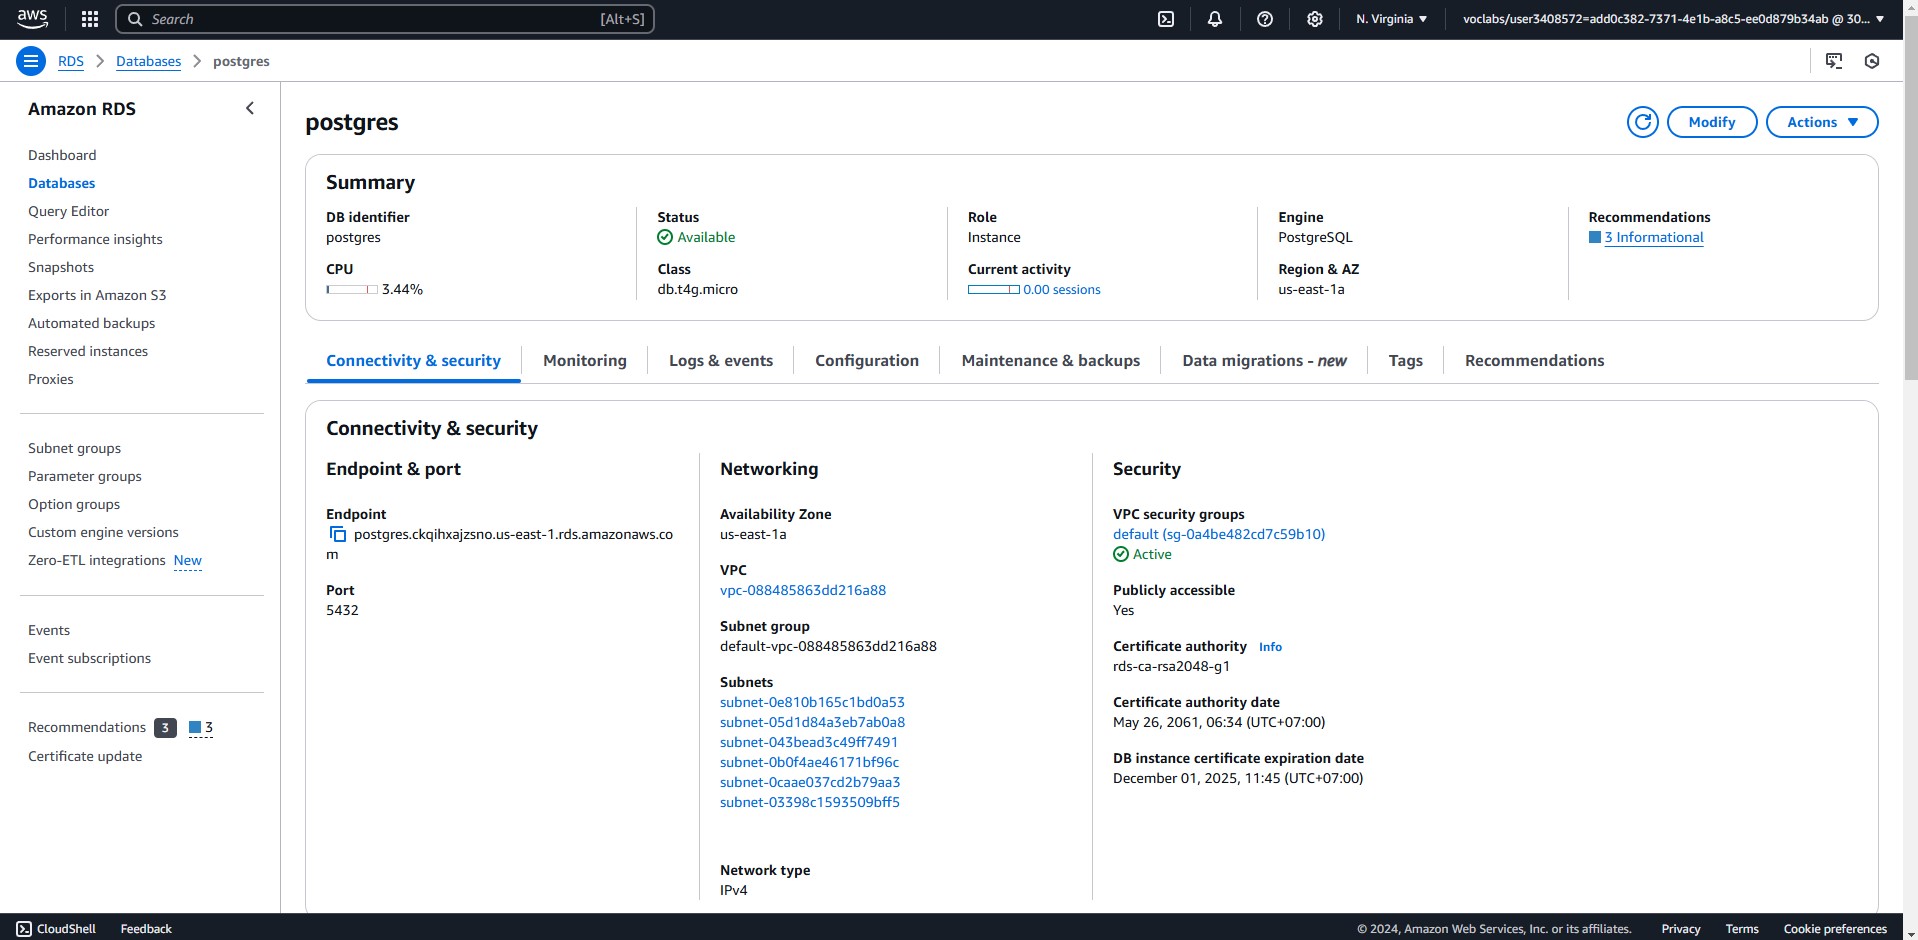 aws
Search
[Alt+S]
N. Virginia
voclabs/user3408572=add0c382-7371-4e1b-a8c5-ee0d879b34ab @ 30...
RDS
Databases
postgres
Amazon RDS
Dashboard
Databases
Query Editor
Performance insights
Snapshots
Exports in Amazon S3
Automated backups
Reserved instances
Proxies
Subnet groups
Parameter groups
Option groups
Custom engine versions
Zero-ETL integrations New
Events
Event subscriptions
Recommendations 3 3
Certificate update
postgres
Modify
Actions
Summary
DB identifier
postgres
CPU
3.44%
Status
Available
Class
db.t4g.micro
Role
Instance
Current activity
0.00 sessions
Engine
PostgreSQL
Region & AZ
us-east-1a
Recommendations
3 Informational
Connectivity & security
Monitoring
Logs & events
Configuration
Maintenance & backups
Data migrations - new
Tags
Recommendations
Connectivity & security
Endpoint & port
Endpoint
postgres.ckqihxajzsno.us-east-1.rds.amazonaws.co
m
Port
5432
Networking
Availability Zone
us-east-1a
VPC
vpc-088485863dd216a88
Subnet group
default-vpc-088485863dd216a88
Subnets
subnet-0e810b165c1bd0a53
subnet-05d1d84a3eb7ab0a8
subnet-043bead3c49ff7491
subnet-0b0f4ae46171bf96c
subnet-0caae037cd2b79aa3
subnet-03398c1593509bff5
Network type
IPv4
Security
VPC security groups
default (sg-0a4be482cd7c59b10)
Active
Publicly accessible
Yes
Certificate authority Info
rds-ca-rsa2048-g1
Certificate authority date
May 26, 2061, 06:34 (UTC+07:00)
DB instance certificate expiration date
December 01, 2025, 11:45 (UTC+07:00)
CloudShell
Feedback
© 2024, Amazon Web Services, Inc. or its affiliates.
Privacy
Terms
Cookie preferences